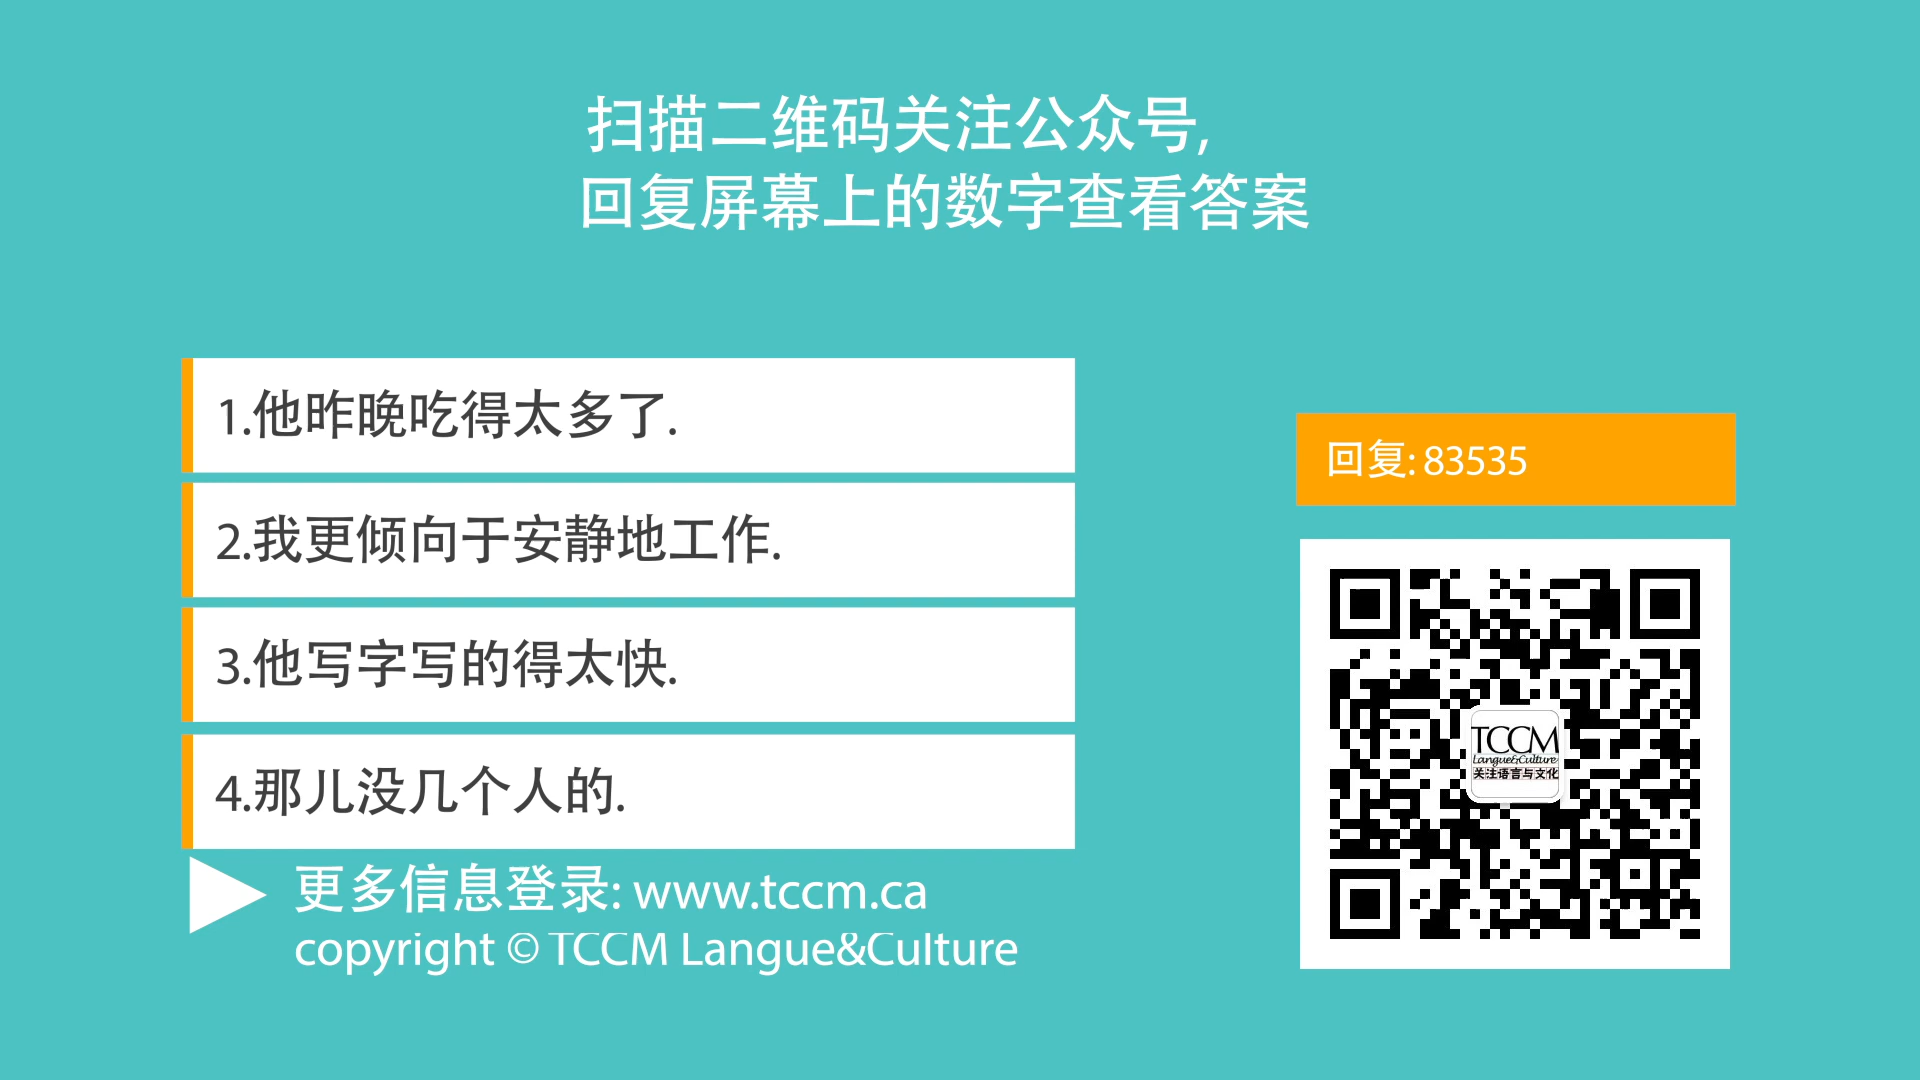 扫描二维码关注公众号,
回复屏幕上的数字查看答案
1.他昨晚吃得太多了.
2.我更倾向于安静地工作.
3.他写字写的得太快.
4.那儿没几个人的.
回复: 83535
TCCM
Langue&Culture
关注语言与文化
更多信息登录: www.tccm.ca
copyright © TCCM Langue&Culture